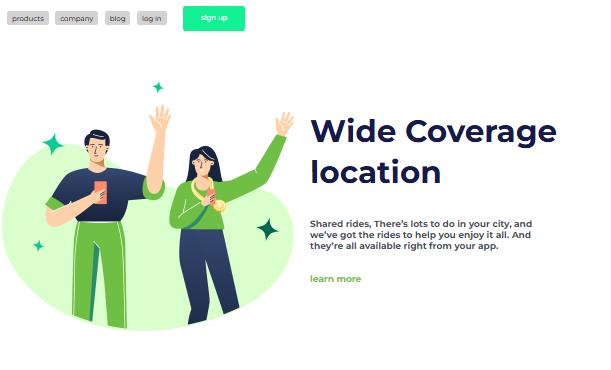 products company blog log in sign up
Wide Coverage
location
Shared rides, There's lots to do in your city, and
we've got the rides to help you enjoy it all. And
they're all available right from your app.
learn more